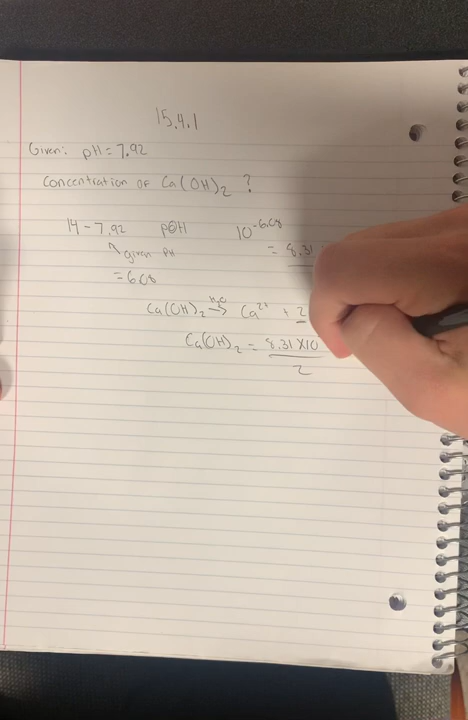 15.4.1
Given: pH = 7.92
Concentration of Ca(OH)₂ ?
14 - 7.92 pOH 10^-6.08
↖ given pH = 8.31
= 6.08
Ca(OH)₂ H₂O→ Ca²⁺ + 2
Ca(OH)₂ = 8.31 X10
2